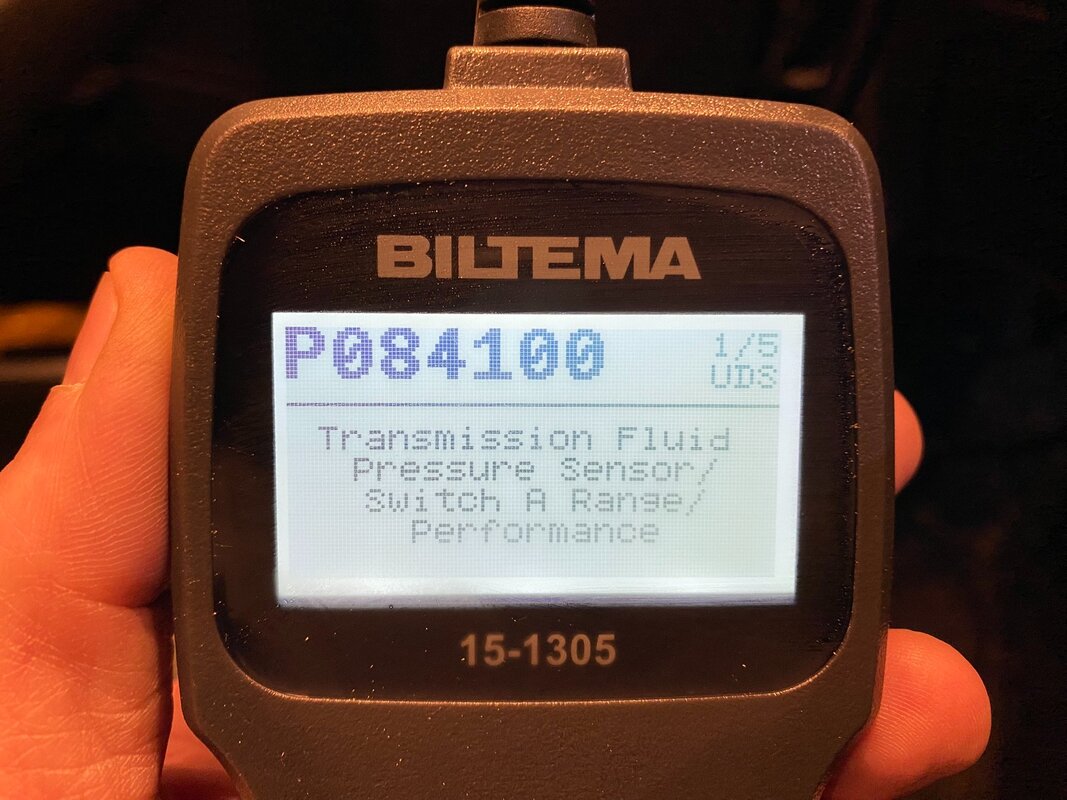 BILTEMA
P084100
1/5
UDS
Transmission Fluid
Pressure Sensor/
Switch A Range/
Performance
15-1305